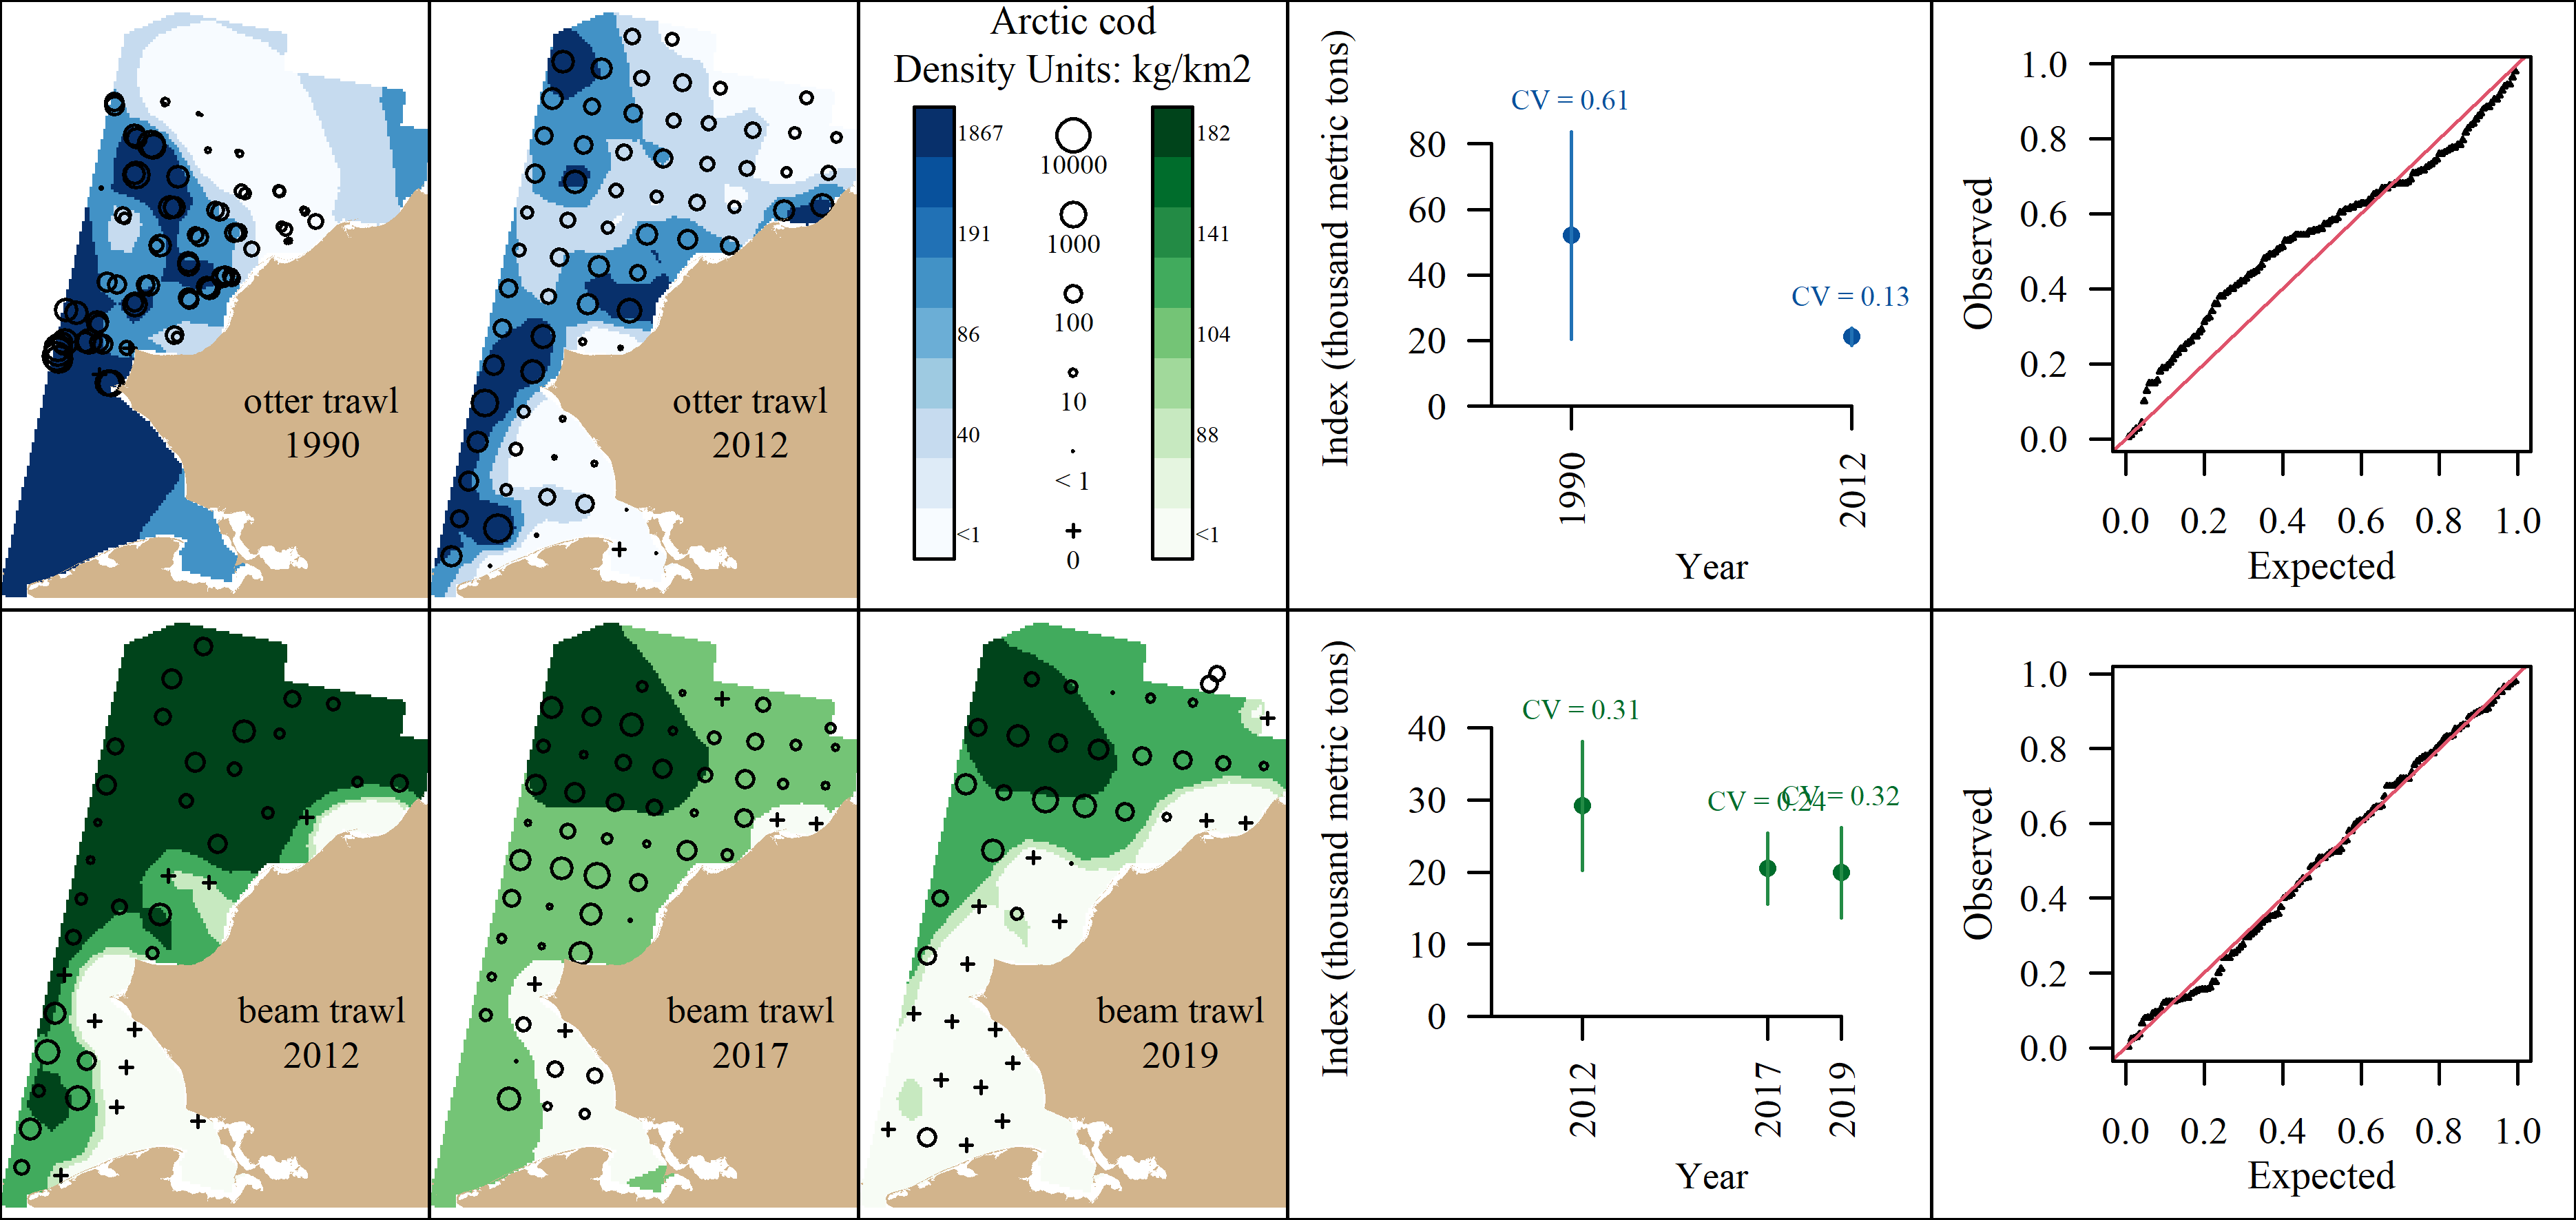 otter trawl
1990
otter trawl
2012
Arctic cod
Density Units: kg/km2
1867
191
86
40
<1
10000
1000
100
10
< 1
0
182
141
104
88
<1
Index (thousand metric tons)
80
60
40
20
0
CV = 0.61
CV = 0.13
1990
2012
Year
Observed
1.0
0.8
0.6
0.4
0.2
0.0
0.0 0.2 0.4 0.6 0.8 1.0
Expected
beam trawl
2012
beam trawl
2017
beam trawl
2019
Index (thousand metric tons)
40
30
20
10
0
CV = 0.31
CV = 0.24
CV = 0.32
2012
2017
2019
Year
Observed
1.0
0.8
0.6
0.4
0.2
0.0
0.0 0.2 0.4 0.6 0.8 1.0
Expected